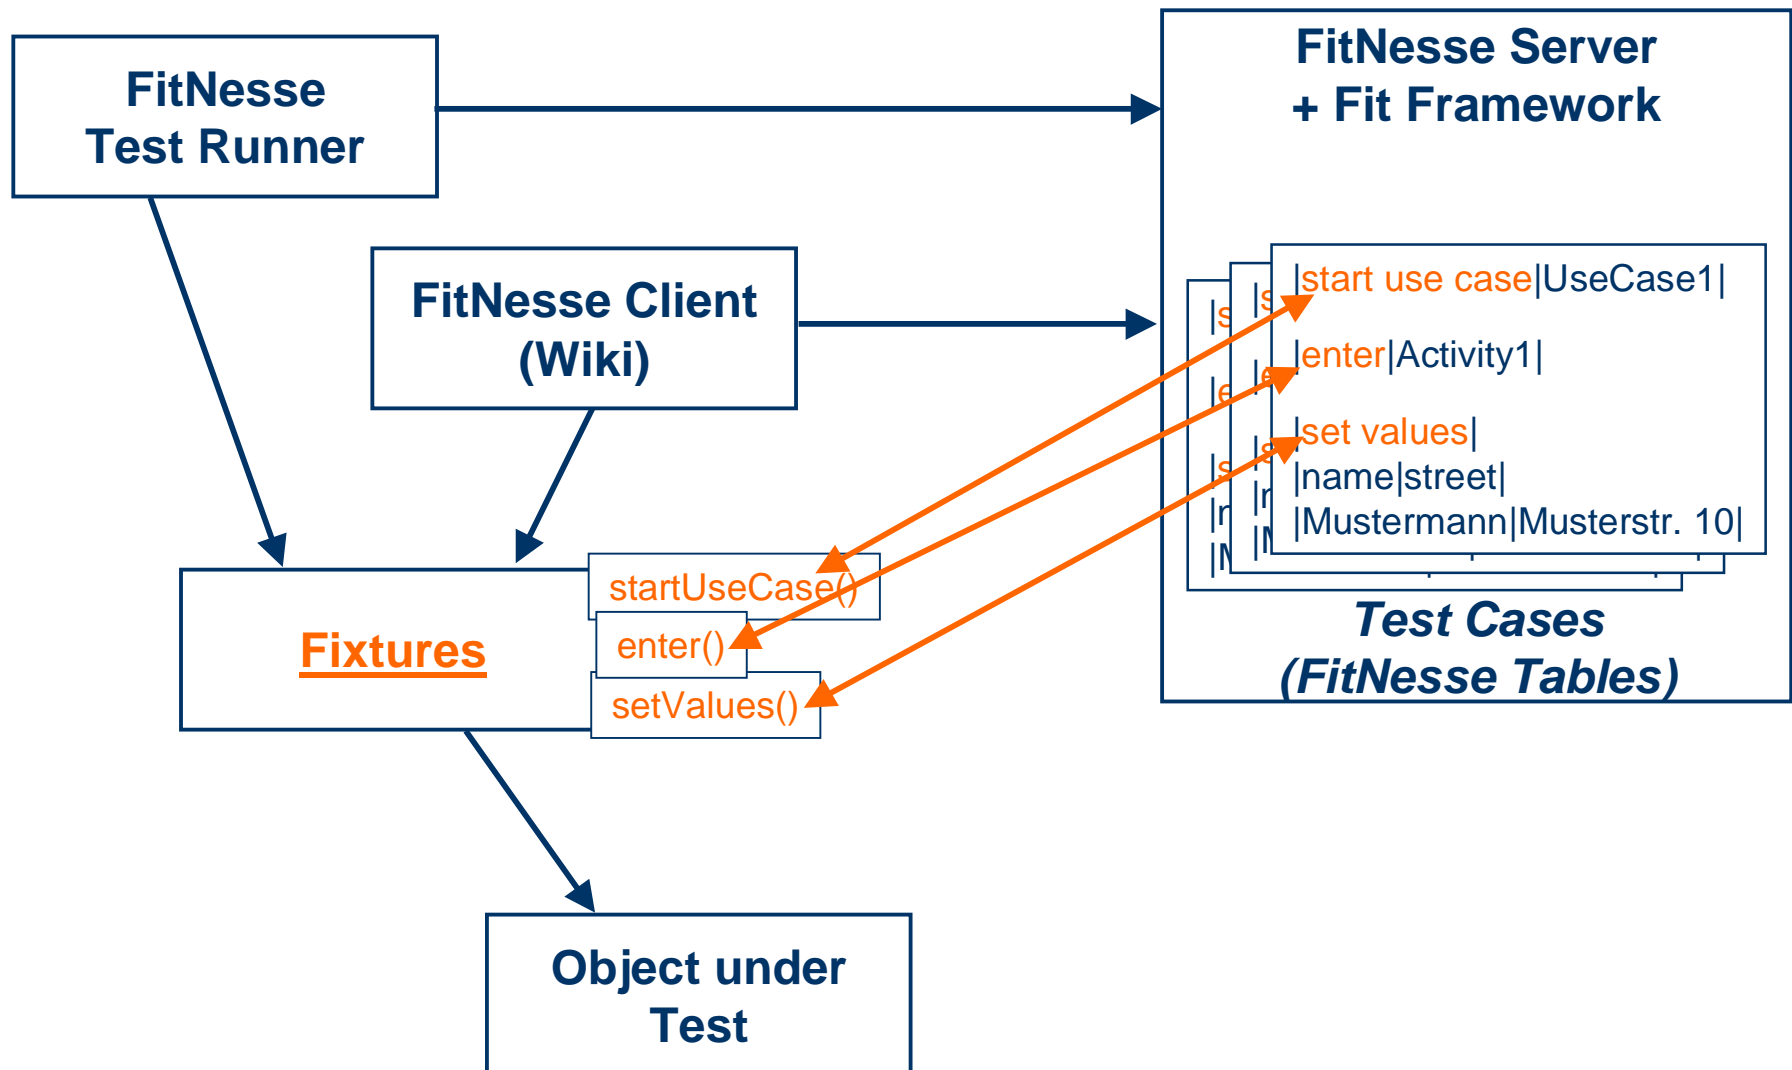 FitNesse
Test Runner
FitNesse Server
+ Fit Framework
FitNesse Client
(Wiki)
|start use case|UseCase1|
|enter|Activity1|
|set values|
|name|street|
|Mustermann|Musterstr. 10|
|s
|e
|s
|n
|M
|s
|e
|s
|n
|M
Test Cases
(FitNesse Tables)
Fixtures
startUseCase()
enter()
setValues()
Object under
Test